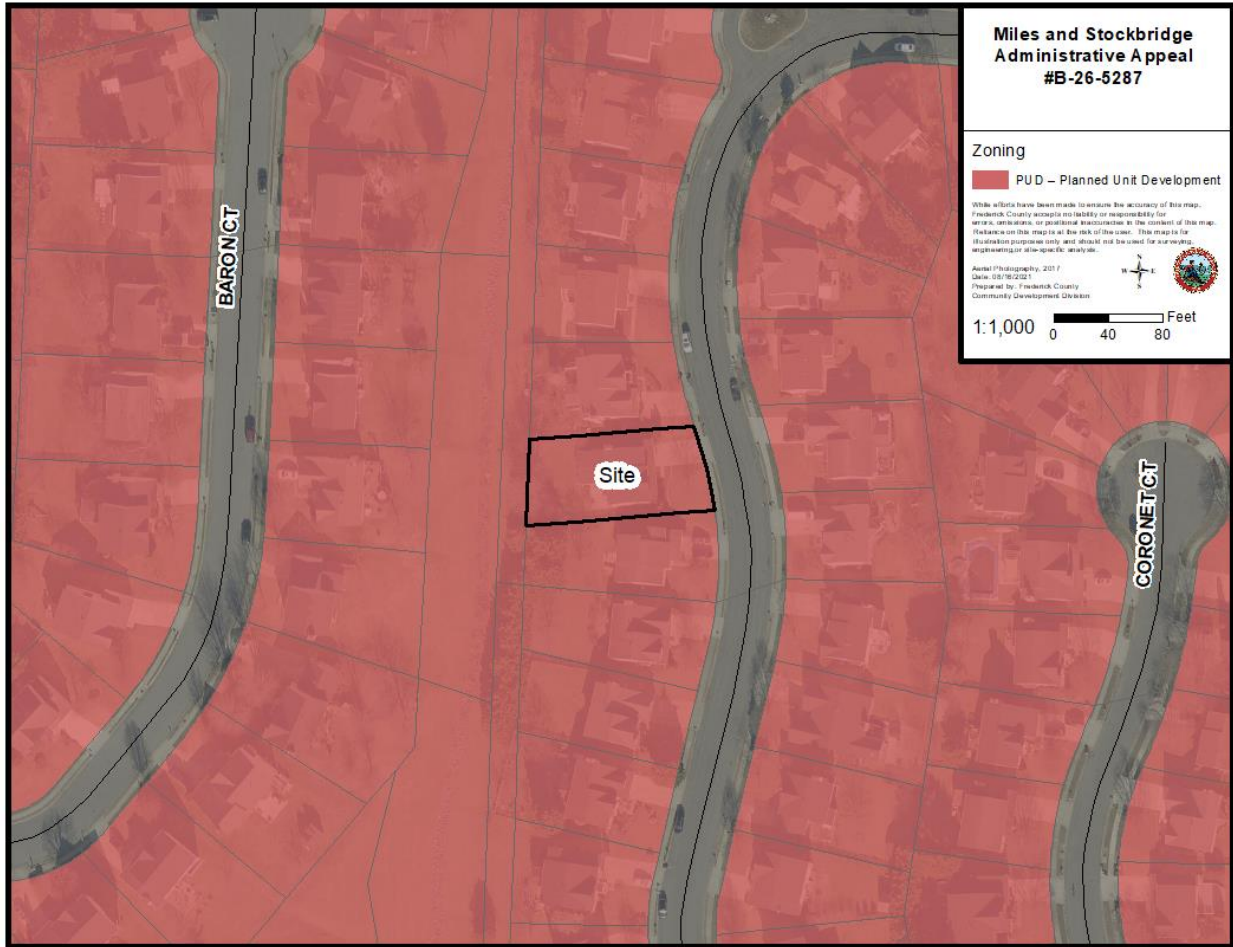 Miles and Stockbridge
Administrative Appeal
#B-26-5287
Zoning
PUD – Planned Unit Development
While efforts have been made to ensure the accuracy of this map,
Frederick County accepts no liability or responsibility for
errors, omissions, or positional inaccuracies in the content of this map.
Reliance on this map is at the risk of the user. This map is for
illustration purposes only and should not be used for surveying,
engineering, or site-specific analysis.
Aerial Photography, 2017
Date: 08/16/2021
Prepared by: Frederick County
Community Development Division
N
W E
S
1:1,000
Feet
0 40 80
BARON CT
Site
CORONET CT